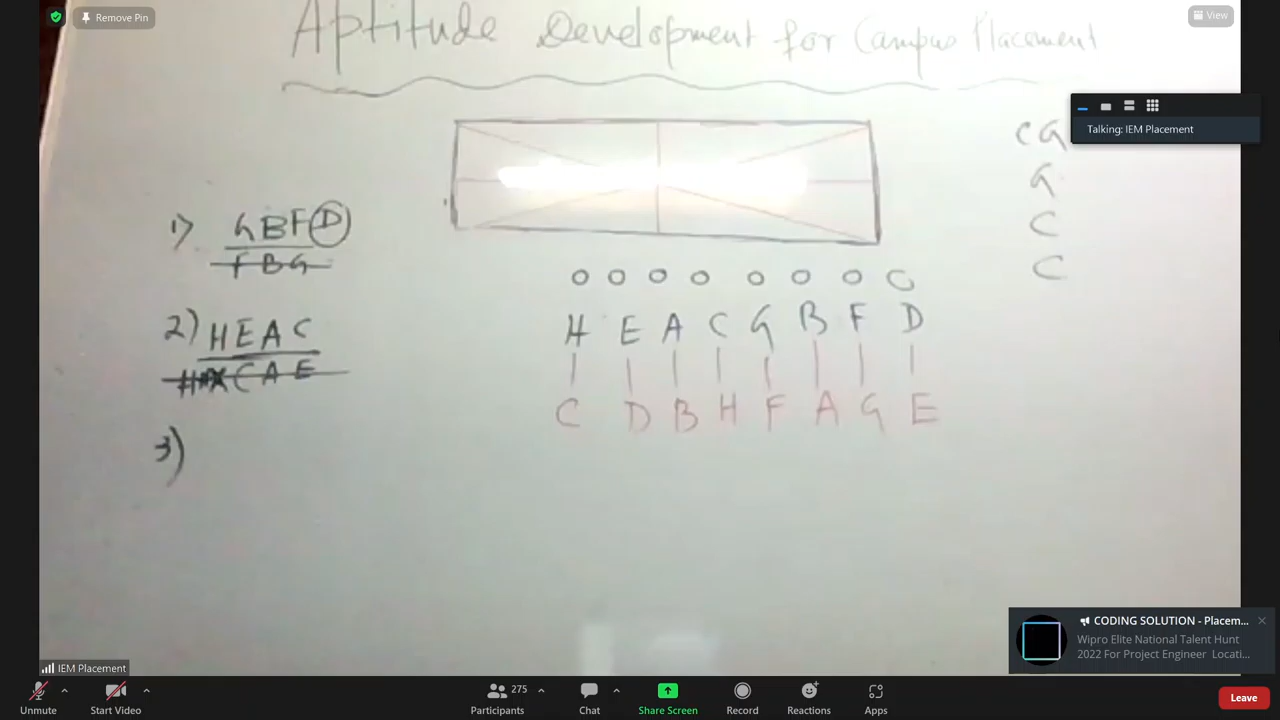 Remove Pin
View
Aptitude Development for Campus Placement
Talking: IEM Placement
C G
G
C
C
1) GBFD
FBG
2) HEAC
CAE
3)
H E A C G B F D
C D B H F A G E
CODING SOLUTION - Placem...
Wipro Elite National Talent Hunt
2022 For Project Engineer Locati...
IEM Placement
275
Unmute
Start Video
Participants
Chat
Share Screen
Record
Reactions
Apps
Leave